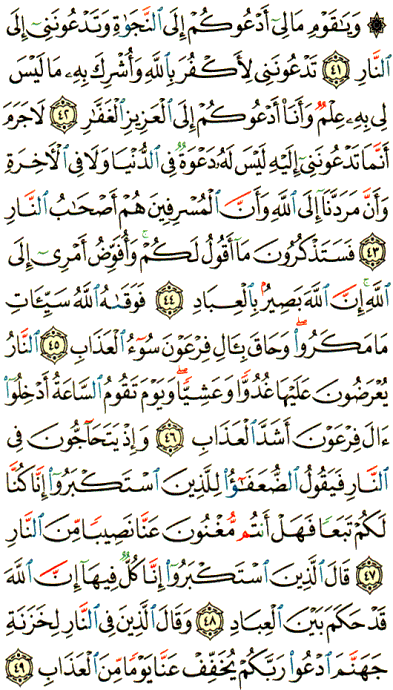 ۞ وَيَٰقَوْمِ مَا لِىٓ أَدْعُوكُمْ إِلَى ٱلنَّجَوٰةِ وَتَدْعُونَنِىٓ إِلَى
ٱلنَّارِ ٤١ تَدْعُونَنِى لِأَكْفُرَ بِٱللَّهِ وَأُشْرِكَ بِهِۦ مَا لَيْسَ
لِى بِهِۦ عِلْمٌ وَأَنَا۠ أَدْعُوكُمْ إِلَى ٱلْعَزِيزِ ٱلْغَفَّٰرِ ٤٢ لَا جَرَمَ
أَنَّمَا تَدْعُونَنِىٓ إِلَيْهِ لَيْسَ لَهُۥ دَعْوَةٌ فِى ٱلدُّنْيَا وَلَا فِى ٱلْءَاخِرَةِ
وَأَنَّ مَرَدَّنَآ إِلَى ٱللَّهِ وَأَنَّ ٱلْمُسْرِفِينَ هُمْ أَصْحَٰبُ ٱلنَّارِ
٤٣ فَسَتَذْكُرُونَ مَآ أَقُولُ لَكُمْ ۚ وَأُفَوِّضُ أَمْرِىٓ إِلَى
ٱللَّهِ ۚ إِنَّ ٱللَّهَ بَصِيرٌۢ بِٱلْعِبَادِ ٤٤ فَوَقَىٰهُ ٱللَّهُ سَيِّـَٔاتِ
مَا مَكَرُوا۟ ۖ وَحَاقَ بِـَٔالِ فِرْعَوْنَ سُوٓءُ ٱلْعَذَابِ ٤٥ ٱلنَّارُ
يُعْرَضُونَ عَلَيْهَا غُدُوًّا وَعَشِيًّا ۖ وَيَوْمَ تَقُومُ ٱلسَّاعَةُ أَدْخِلُوٓا۟
ءَالَ فِرْعَوْنَ أَشَدَّ ٱلْعَذَابِ ٤٦ وَإِذْ يَتَحَآجُّونَ فِى
ٱلنَّارِ فَيَقُولُ ٱلضُّعَفَٰٓؤُا۟ لِلَّذِينَ ٱسْتَكْبَرُوٓا۟ إِنَّا كُنَّا
لَكُمْ تَبَعًا فَهَلْ أَنتُم مُّغْنُونَ عَنَّا نَصِيبًا مِّنَ ٱلنَّارِ
٤٧ قَالَ ٱلَّذِينَ ٱسْتَكْبَرُوٓا۟ إِنَّا كُلٌّ فِيهَآ إِنَّ ٱللَّهَ
قَدْ حَكَمَ بَيْنَ ٱلْعِبَادِ ٤٨ وَقَالَ ٱلَّذِينَ فِى ٱلنَّارِ لِخَزَنَةِ
جَهَنَّمَ ٱدْعُوا۟ رَبَّكُمْ يُخَفِّفْ عَنَّا يَوْمًا مِّنَ ٱلْعَذَابِ ٤٩